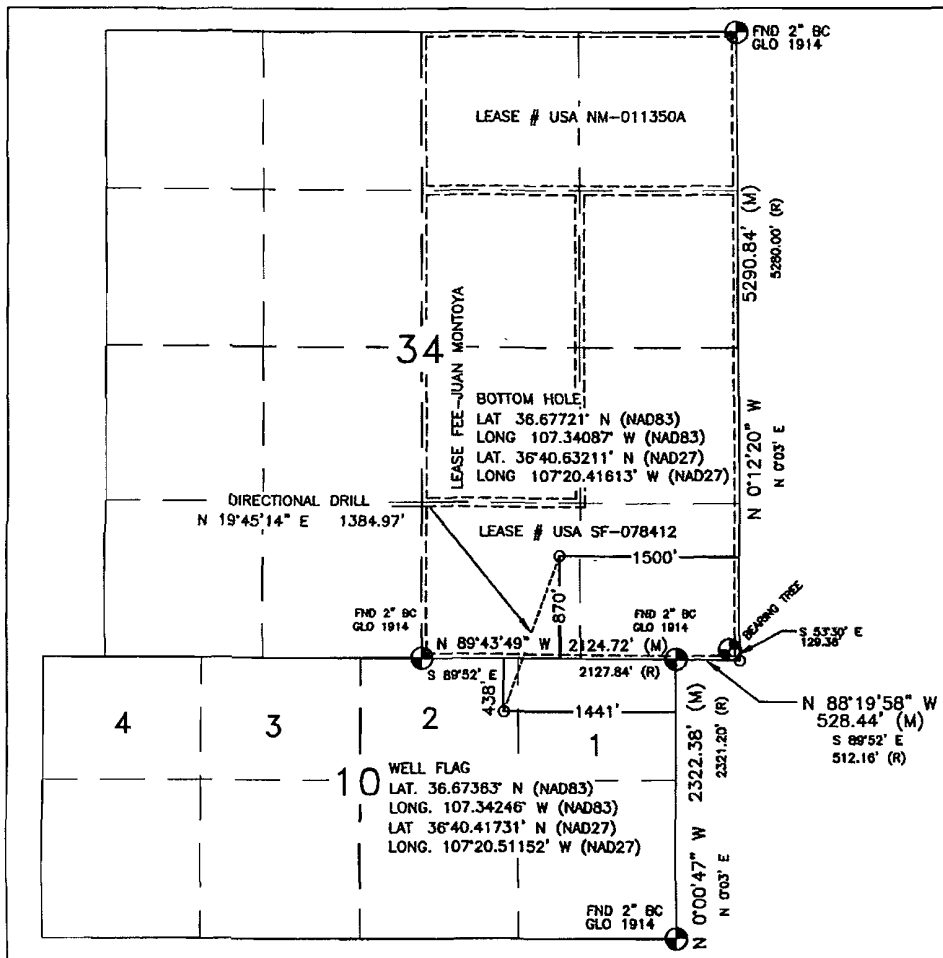 FND 2" BC
GLO 1914
LEASE # USA NM-011350A
5290.84' (M)
5280.00' (R)
LEASE FEE-JUAN MONTOYA
34
BOTTOM HOLE
LAT 36.67721° N (NAD83)
LONG 107.34087° W (NAD83)
LAT. 36°40.63211' N (NAD27)
LONG 107°20.41613' W (NAD27)
N 0°12'20" W
N 0°03' E
DIRECTIONAL DRILL
N 19°45'14" E 1384.97'
LEASE # USA SF-078412
1500'
870'
FND 2" BC
GLO 1914
FND 2" BC
GLO 1914
BEARING TREE
S 53°30' E
129.36'
N 89°43'49" W 2124.72' (M)
S 89°52' E 2127.84' (R)
438'
1441'
N 88°19'58" W
528.44' (M)
S 89°52' E
512.16' (R)
4
3
2
1
2322.38' (M)
2321.20' (R)
10
WELL FLAG
LAT. 36.67363° N (NAD83)
LONG. 107.34246° W (NAD83)
LAT 36°40.41731' N (NAD27)
LONG. 107°20.51152' W (NAD27)
N 0°00'47" W
N 0°03' E
FND 2" BC
GLO 1914